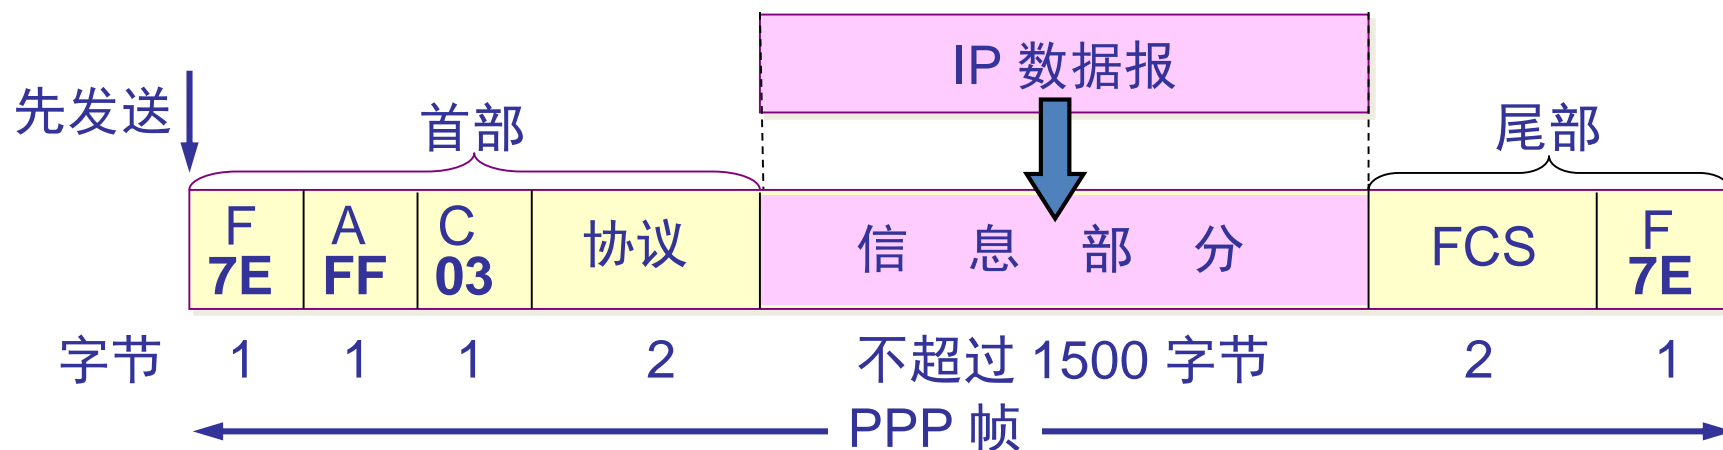 IP 数据报
先发送
首部
尾部
F A C 协议 信息部分 FCS F
7E FF 03 7E
字节 1 1 1 2 不超过 1500 字节 2 1
PPP 帧